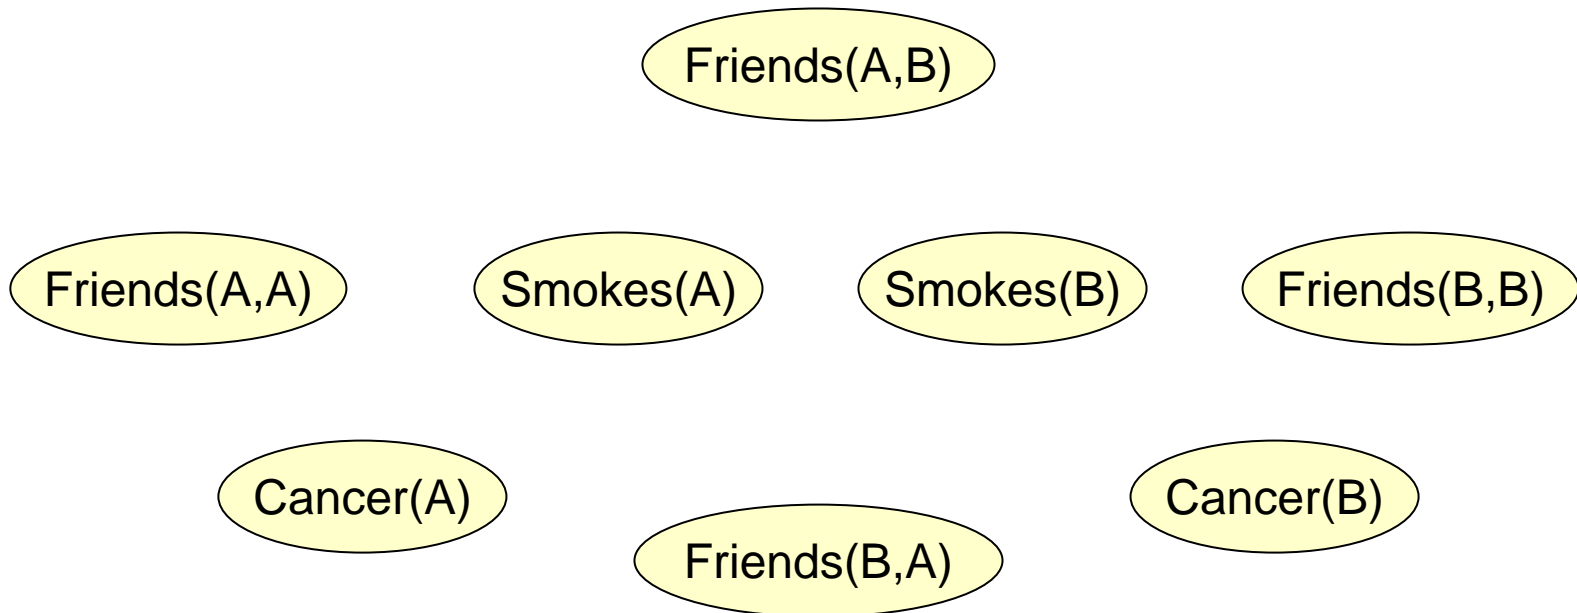 Friends(A,B)
Friends(A,A)
Smokes(A)
Smokes(B)
Friends(B,B)
Cancer(A)
Cancer(B)
Friends(B,A)